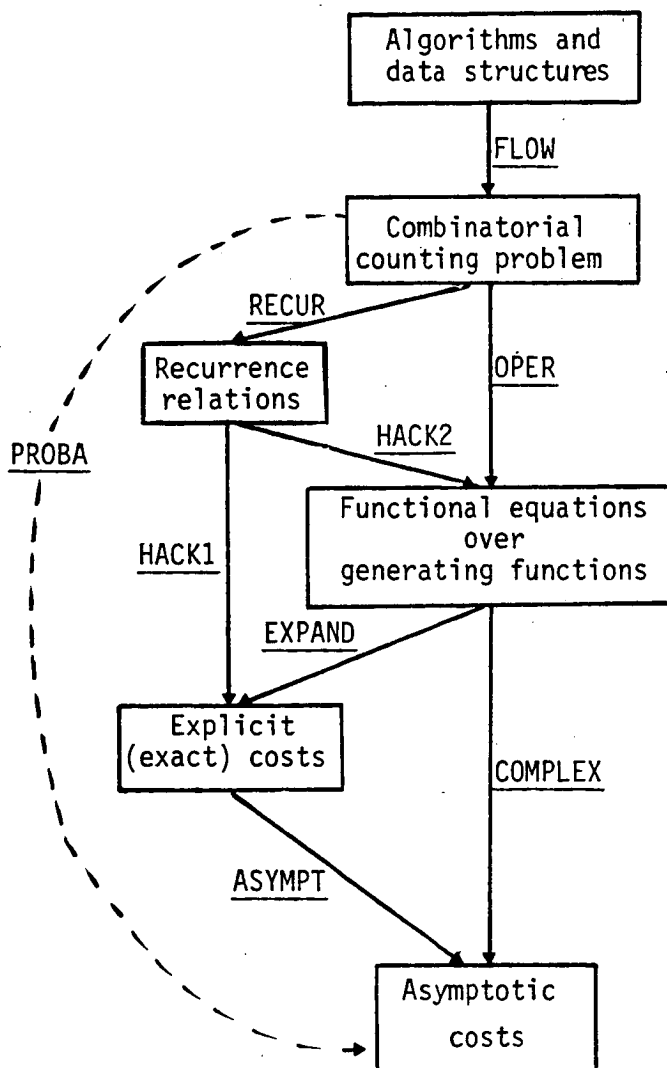 Algorithms and
data structures
FLOW
Combinatorial
counting problem
RECUR
OPER
Recurrence
relations
HACK2
PROBA
Functional equations
over
generating functions
HACK1
EXPAND
Explicit
(exact) costs
COMPLEX
ASYMPT
Asymptotic
costs